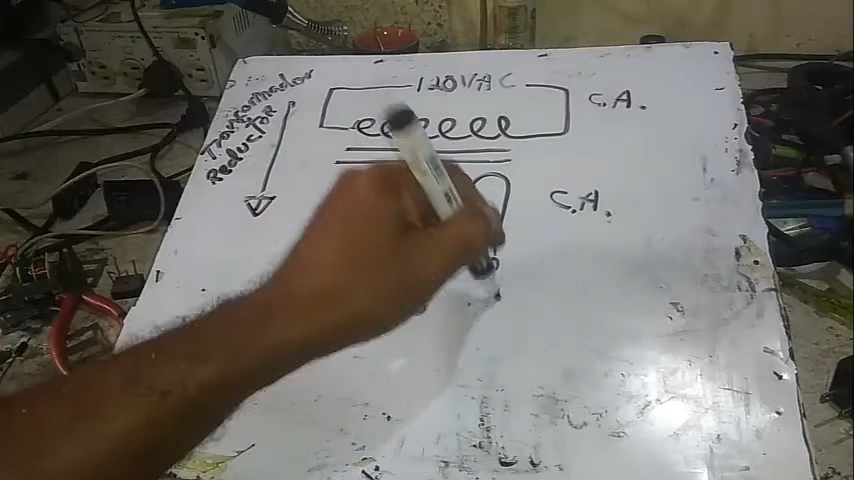 120VAC
C.A.
Transformador
Reductor
C.A.